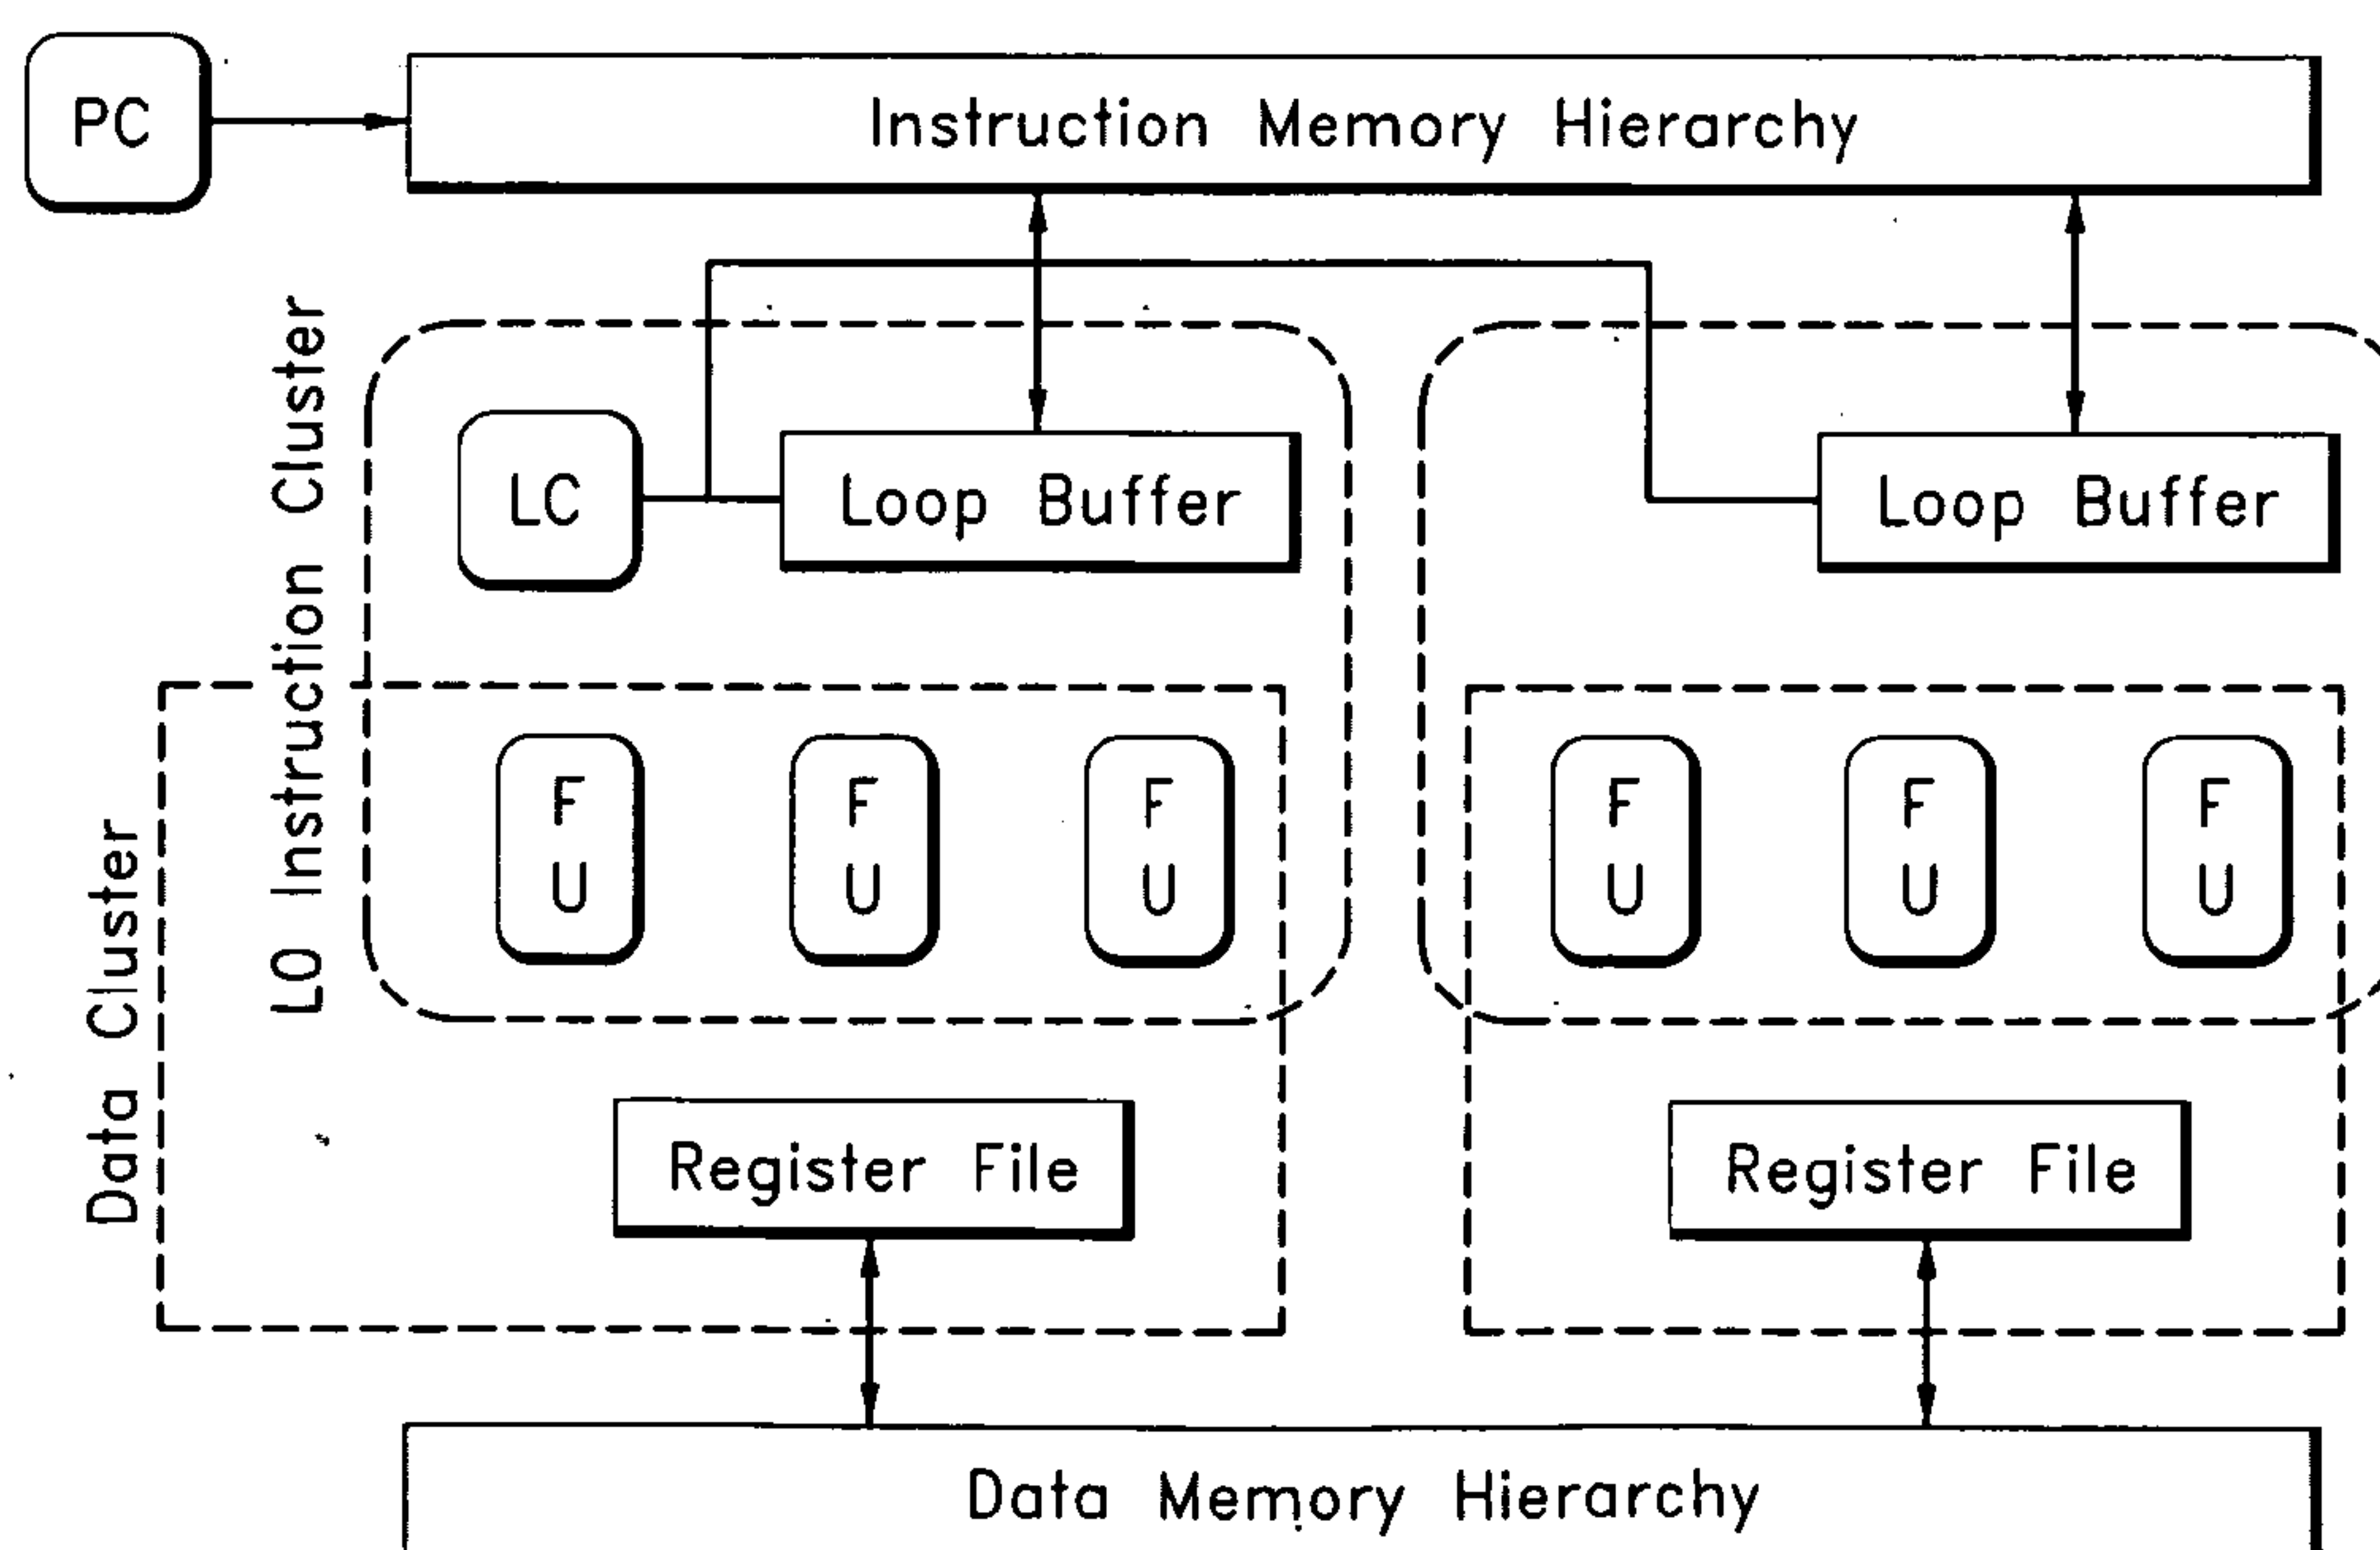 PC
Instruction Memory Hierarchy
LO Instruction Cluster
LC
Loop Buffer
Loop Buffer
Data Cluster
F
U
F
U
F
U
F
U
F
U
F
U
Register File
Register File
Data Memory Hierarchy